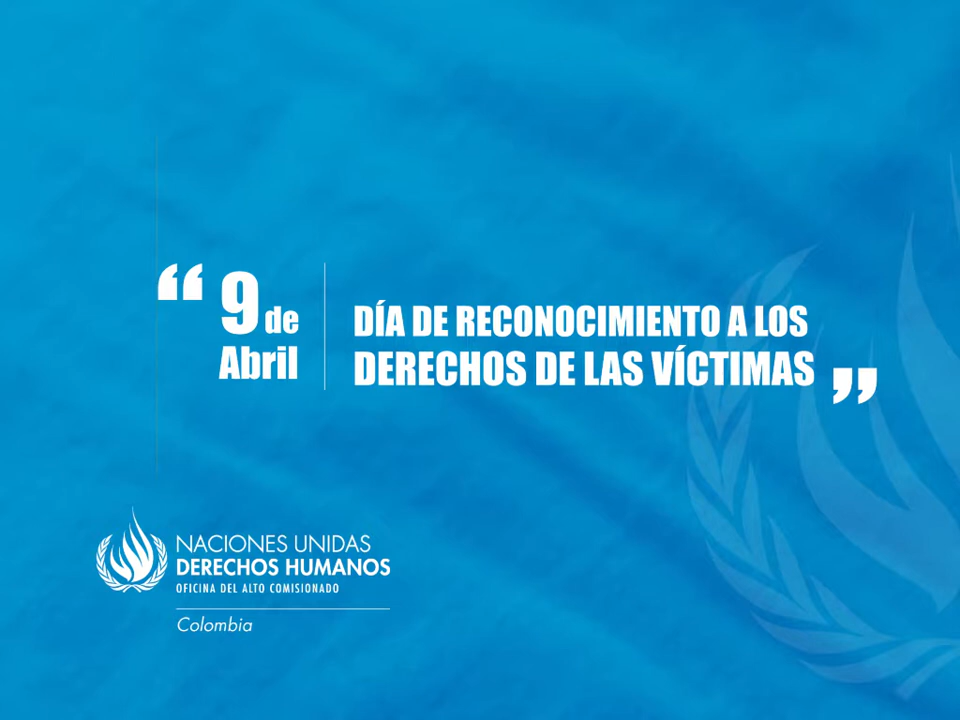 “ 9 de
Abril
DÍA DE RECONOCIMIENTO A LOS
DERECHOS DE LAS VÍCTIMAS ”
NACIONES UNIDAS
DERECHOS HUMANOS
OFICINA DEL ALTO COMISIONADO
Colombia